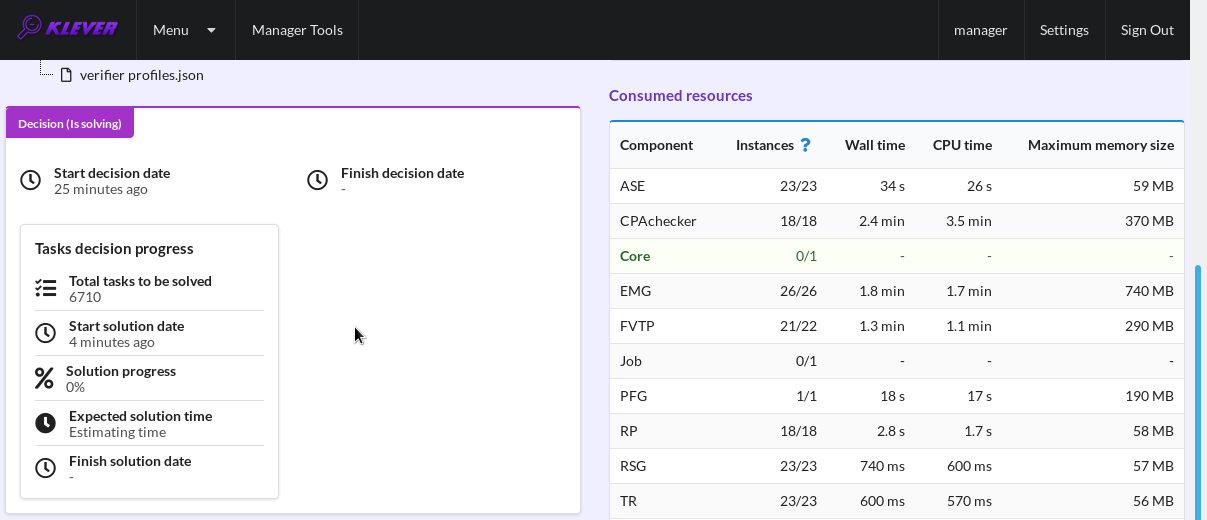 KLEVER Menu Manager Tools manager Settings Sign Out
verifier profiles.json
Decision (Is solving)
Start decision date
25 minutes ago
Finish decision date
-
Tasks decision progress
Total tasks to be solved
6710
Start solution date
4 minutes ago
Solution progress
0%
Expected solution time
Estimating time
Finish solution date
-
Consumed resources
Component Instances ? Wall time CPU time Maximum memory size
ASE 23/23 34 s 26 s 59 MB
CPAchecker 18/18 2.4 min 3.5 min 370 MB
Core 0/1 - - -
EMG 26/26 1.8 min 1.7 min 740 MB
FVTP 21/22 1.3 min 1.1 min 290 MB
Job 0/1 - - -
PFG 1/1 18 s 17 s 190 MB
RP 18/18 2.8 s 1.7 s 58 MB
RSG 23/23 740 ms 600 ms 57 MB
TR 23/23 600 ms 570 ms 56 MB